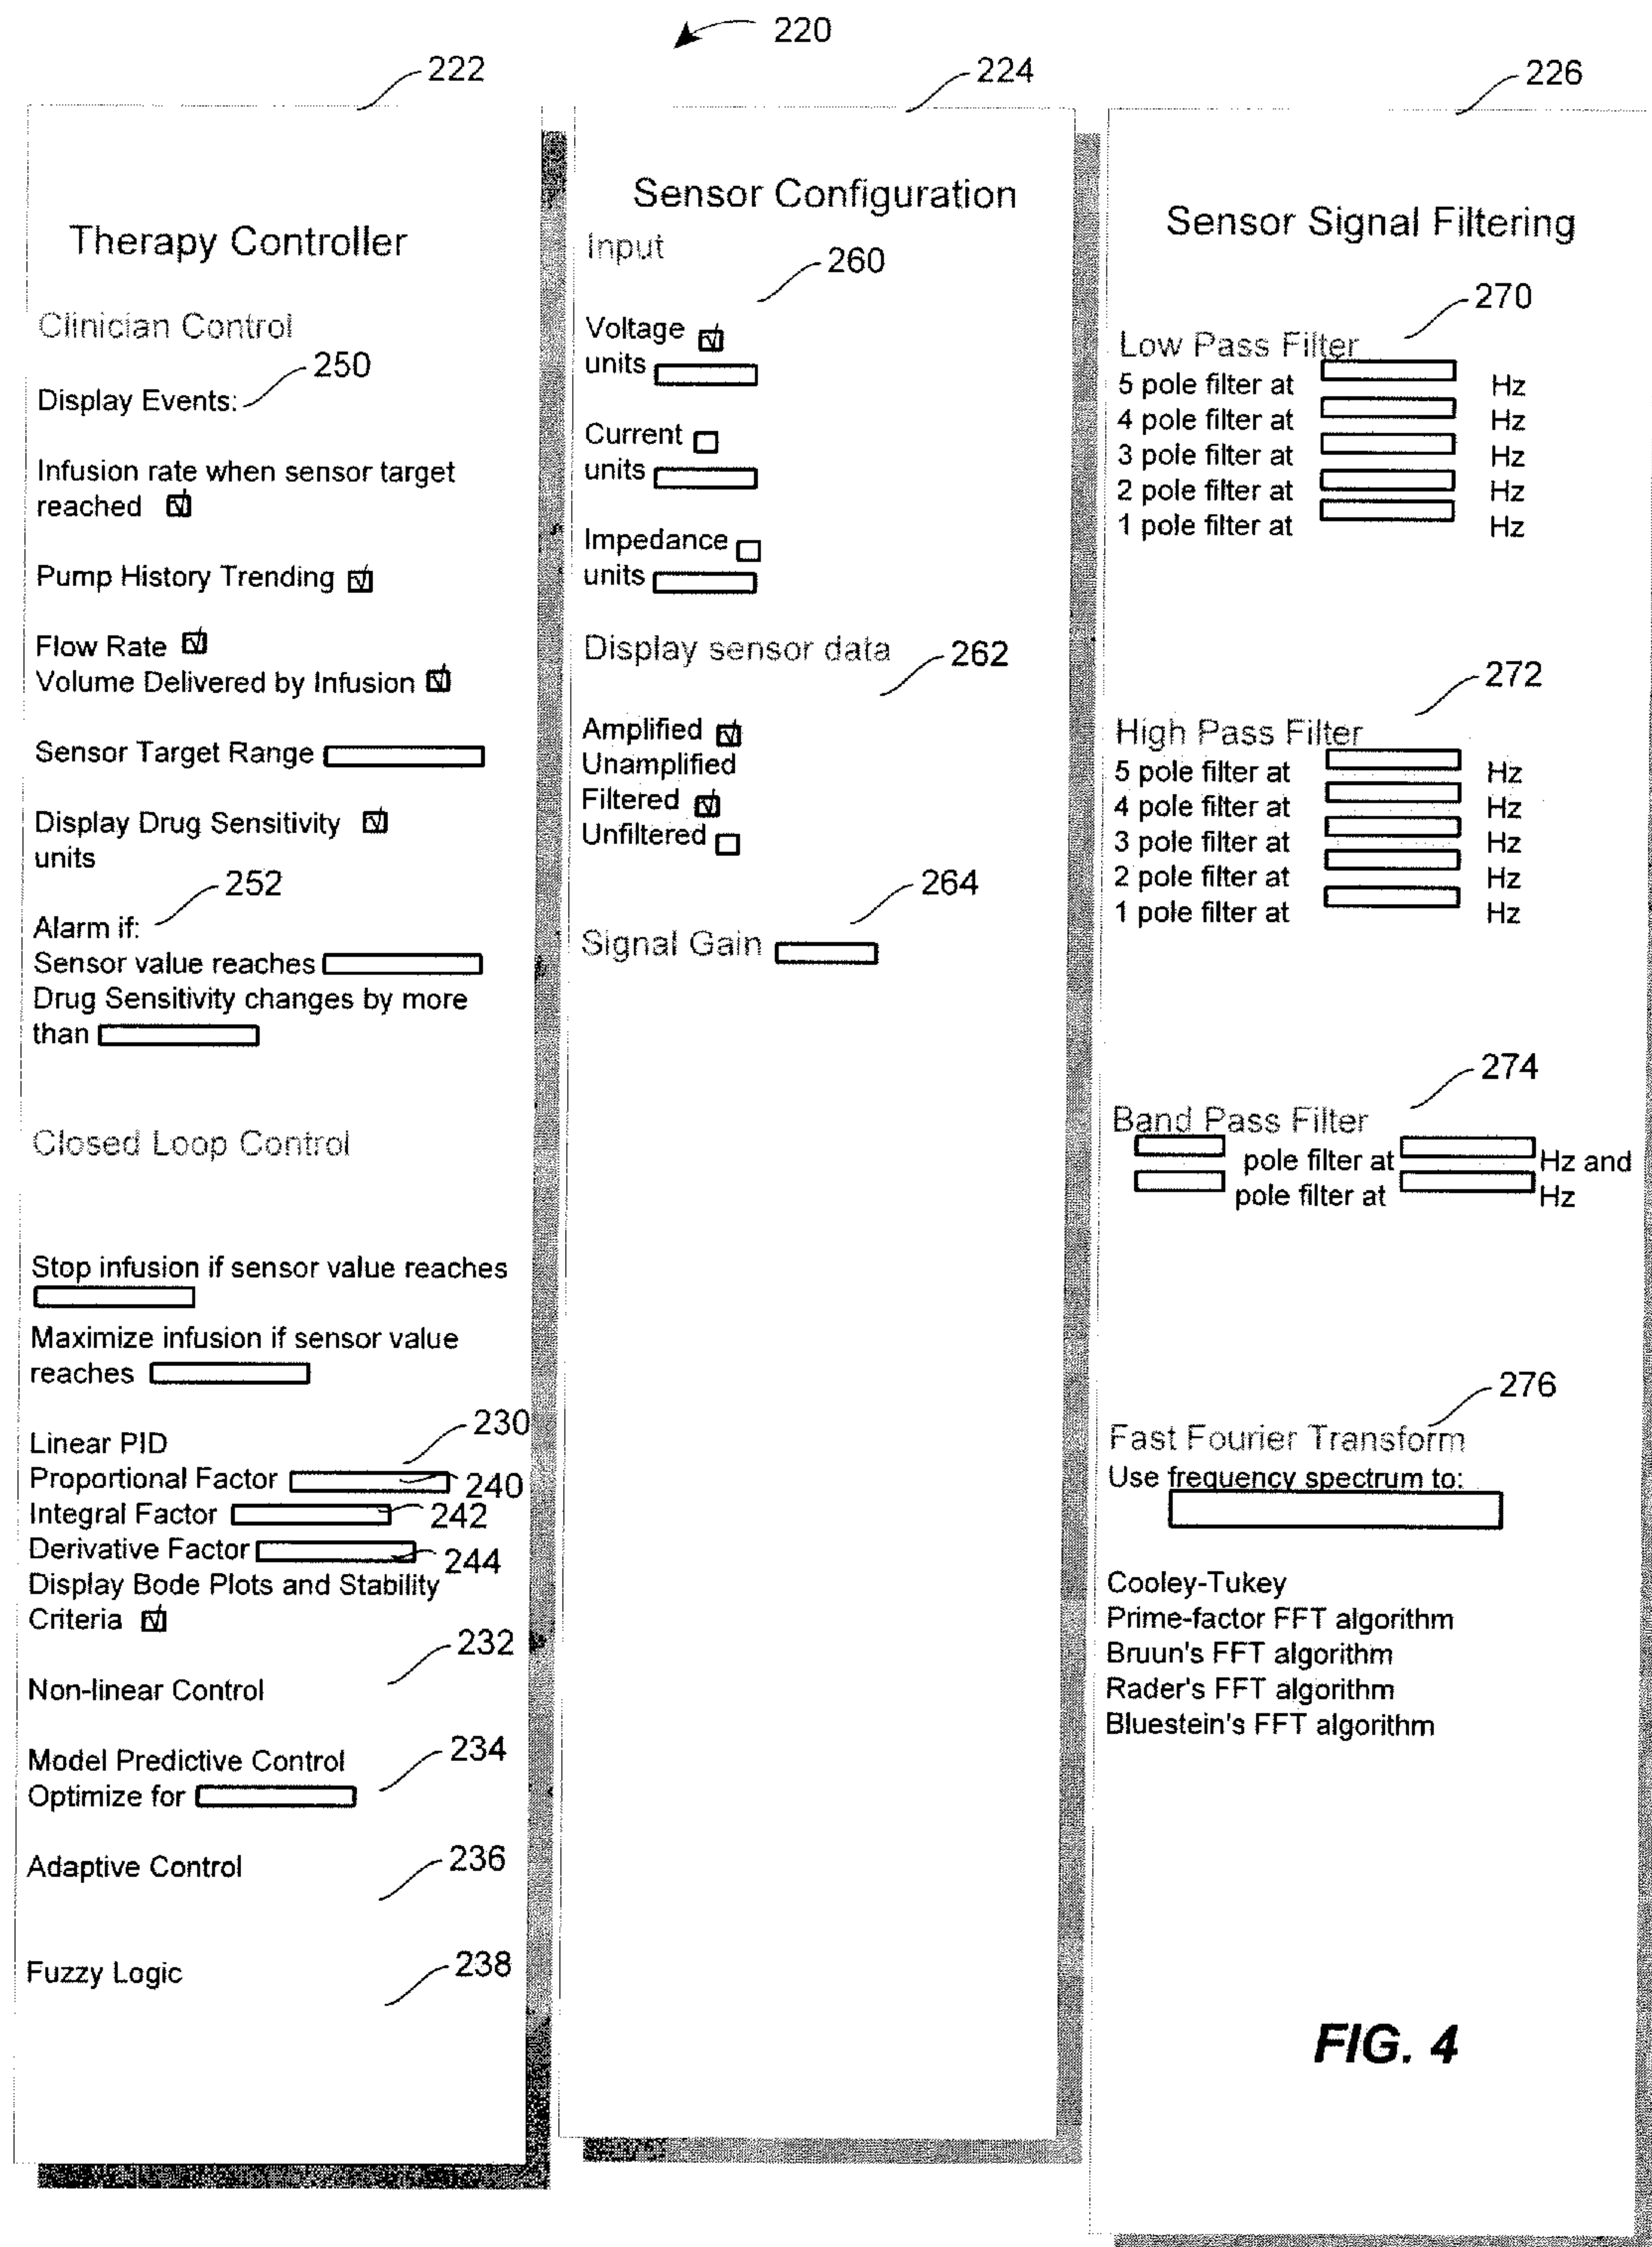 220
222
Therapy Controller
Clinician Control
250
Display Events:
Infusion rate when sensor target
reached
Pump History Trending
Flow Rate
Volume Delivered by Infusion
Sensor Target Range
Display Drug Sensitivity
units
252
Alarm if:
Sensor value reaches
Drug Sensitivity changes by more
than
Closed Loop Control
Stop infusion if sensor value reaches
Maximize infusion if sensor value
reaches
230
Linear PID
Proportional Factor 240
Integral Factor 242
Derivative Factor 244
Display Bode Plots and Stability
Criteria
232
Non-linear Control
234
Model Predictive Control
Optimize for
236
Adaptive Control
238
Fuzzy Logic
224
Sensor Configuration
Input
260
Voltage
units
Current
units
Impedance
units
Display sensor data 262
Amplified
Unamplified
Filtered
Unfiltered
264
Signal Gain
226
Sensor Signal Filtering
270
Low Pass Filter
5 pole filter at Hz
4 pole filter at Hz
3 pole filter at Hz
2 pole filter at Hz
1 pole filter at Hz
272
High Pass Filter
5 pole filter at Hz
4 pole filter at Hz
3 pole filter at Hz
2 pole filter at Hz
1 pole filter at Hz
274
Band Pass Filter
pole filter at Hz and
pole filter at Hz
276
Fast Fourier Transform
Use frequency spectrum to:
Cooley-Tukey
Prime-factor FFT algorithm
Bruun's FFT algorithm
Rader's FFT algorithm
Bluestein's FFT algorithm
FIG. 4